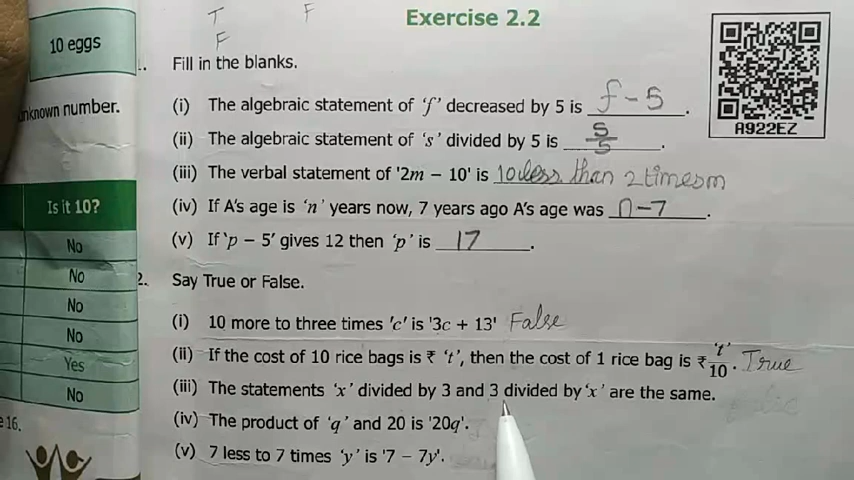 T F
Exercise 2.2
F
10 eggs
1. Fill in the blanks.
unknown number.
(i) The algebraic statement of 'f' decreased by 5 is f - 5.
A922EZ
(ii) The algebraic statement of 's' divided by 5 is s/5.
(iii) The verbal statement of '2m – 10' is 10 less than 2 times m
Is it 10?
(iv) If A's age is 'n' years now, 7 years ago A's age was n-7.
No
(v) If 'p – 5' gives 12 then 'p' is 17.
No
2. Say True or False.
No
(i) 10 more to three times 'c' is '3c + 13' False
No
(ii) If the cost of 10 rice bags is ₹ 't', then the cost of 1 rice bag is ₹ 't'/10. True
Yes
(iii) The statements 'x' divided by 3 and 3 divided by 'x' are the same.
No
(iv) The product of 'q' and 20 is '20q'.
e 16.
(v) 7 less to 7 times 'y' is '7 – 7y'.